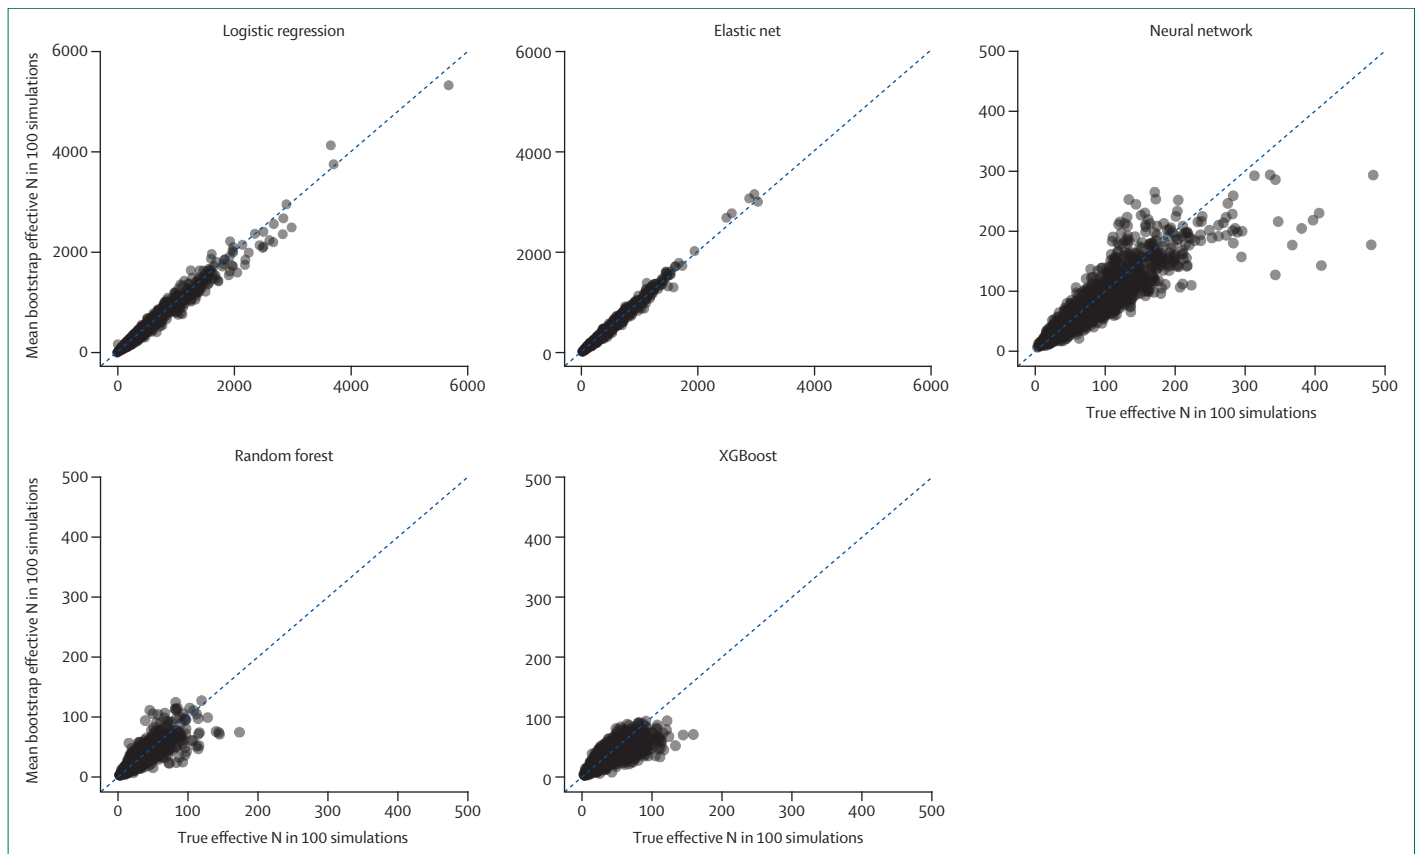 Logistic regression
Elastic net
Neural network
Mean bootstrap effective N in 100 simulations
6000
4000
2000
0
0 2000 4000 6000
6000
4000
2000
0
0 2000 4000 6000
500
400
300
200
100
0
0 100 200 300 400 500
True effective N in 100 simulations
Random forest
XGBoost
Mean bootstrap effective N in 100 simulations
500
400
300
200
100
0
0 100 200 300 400 500
True effective N in 100 simulations
500
400
300
200
100
0
0 100 200 300 400 500
True effective N in 100 simulations